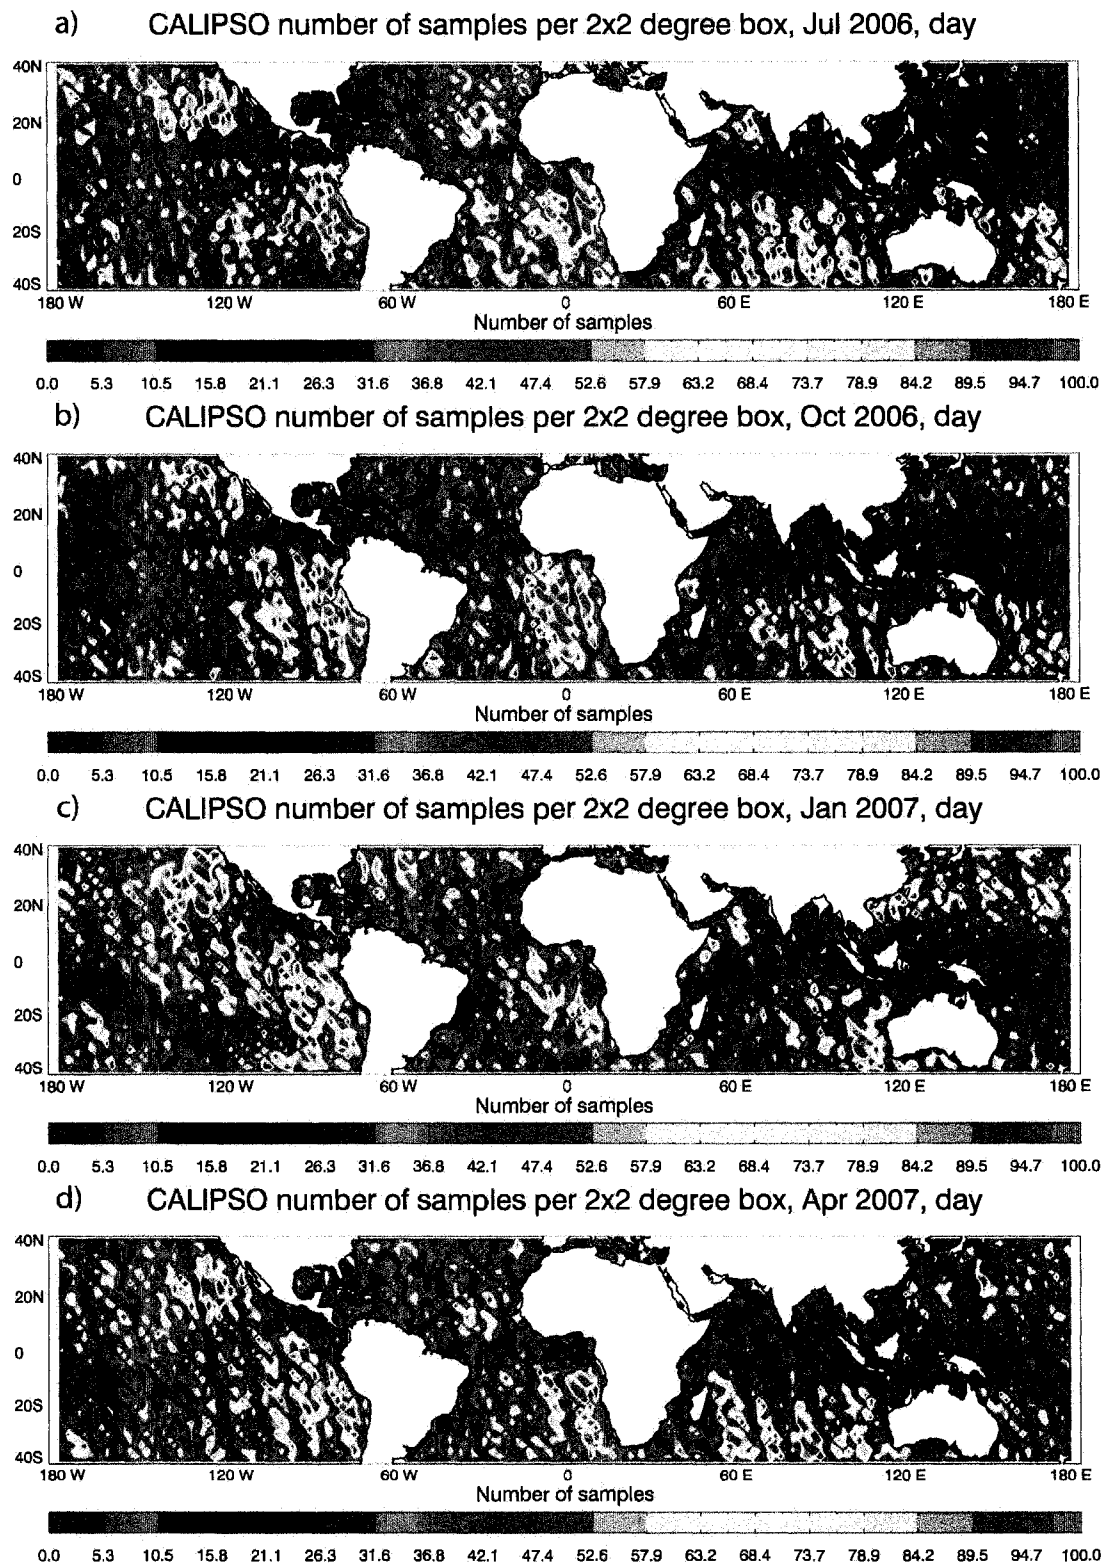 a) CALIPSO number of samples per 2x2 degree box, Jul 2006, day
40N
20N
0
20S
40S
180 W 120 W 60 W 0 60 E 120 E 180 E
Number of samples
0.0 5.3 10.5 15.8 21.1 26.3 31.6 36.8 42.1 47.4 52.6 57.9 63.2 68.4 73.7 78.9 84.2 89.5 94.7 100.0
b) CALIPSO number of samples per 2x2 degree box, Oct 2006, day
40N
20N
0
20S
40S
180 W 120 W 60 W 0 60 E 120 E 180 E
Number of samples
0.0 5.3 10.5 15.8 21.1 26.3 31.6 36.8 42.1 47.4 52.6 57.9 63.2 68.4 73.7 78.9 84.2 89.5 94.7 100.0
c) CALIPSO number of samples per 2x2 degree box, Jan 2007, day
40N
20N
0
20S
40S
180 W 120 W 60 W 0 60 E 120 E 180 E
Number of samples
0.0 5.3 10.5 15.8 21.1 26.3 31.6 36.8 42.1 47.4 52.6 57.9 63.2 68.4 73.7 78.9 84.2 89.5 94.7 100.0
d) CALIPSO number of samples per 2x2 degree box, Apr 2007, day
40N
20N
0
20S
40S
180 W 120 W 60 W 0 60 E 120 E 180 E
Number of samples
0.0 5.3 10.5 15.8 21.1 26.3 31.6 36.8 42.1 47.4 52.6 57.9 63.2 68.4 73.7 78.9 84.2 89.5 94.7 100.0